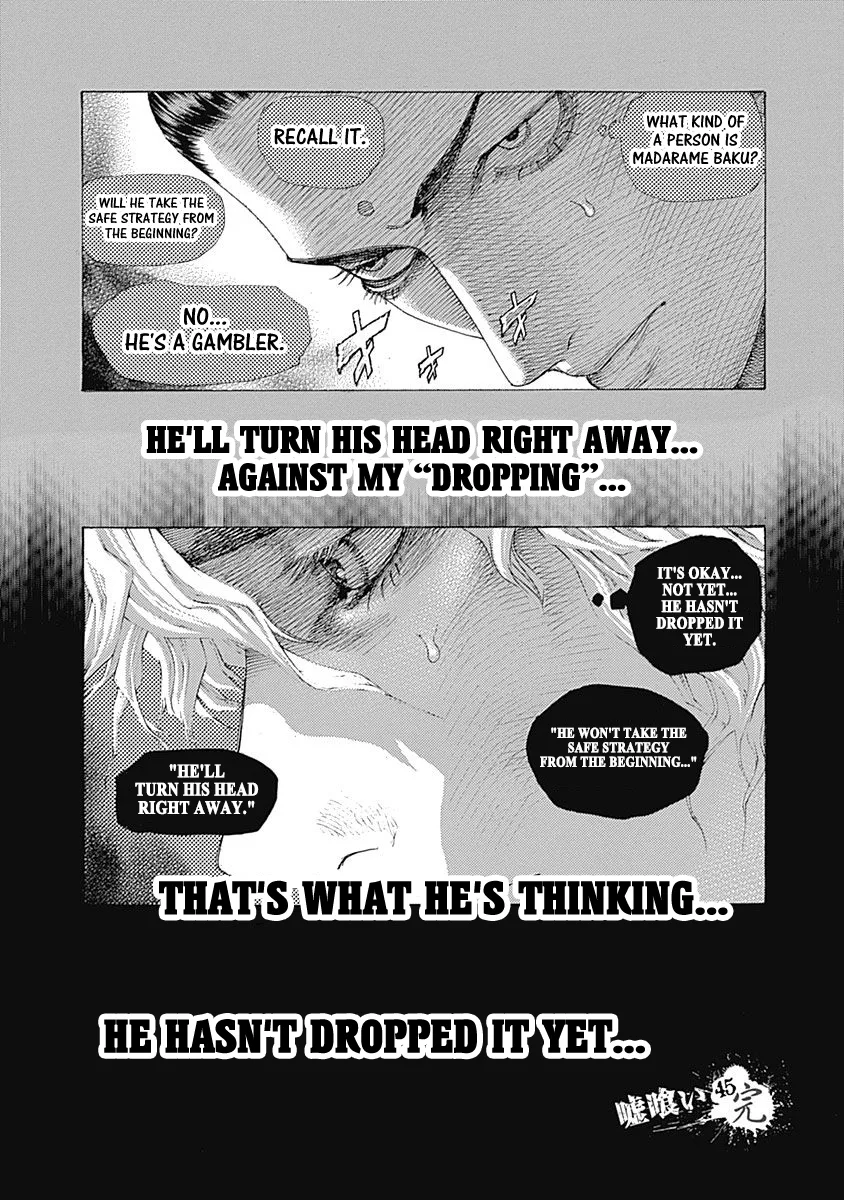 WHAT KIND OF
A PERSON IS
MADARAME BAKU?
RECALL IT.
WILL HE TAKE THE
SAFE STRATEGY FROM
THE BEGINNING?
NO...
HE'S A GAMBLER.
ギ
ギ
ギ
HE'LL TURN HIS HEAD RIGHT AWAY...
AGAINST MY “DROPPING”...
IT'S OKAY...
NOT YET...
HE HASN'T
DROPPED IT
YET.
"HE WON'T TAKE THE
SAFE STRATEGY
FROM THE BEGINNING..."
"HE'LL
TURN HIS HEAD
RIGHT AWAY."
THAT'S WHAT HE'S THINKING...
HE HASN'T DROPPED IT YET...
嘘喰い 45 完